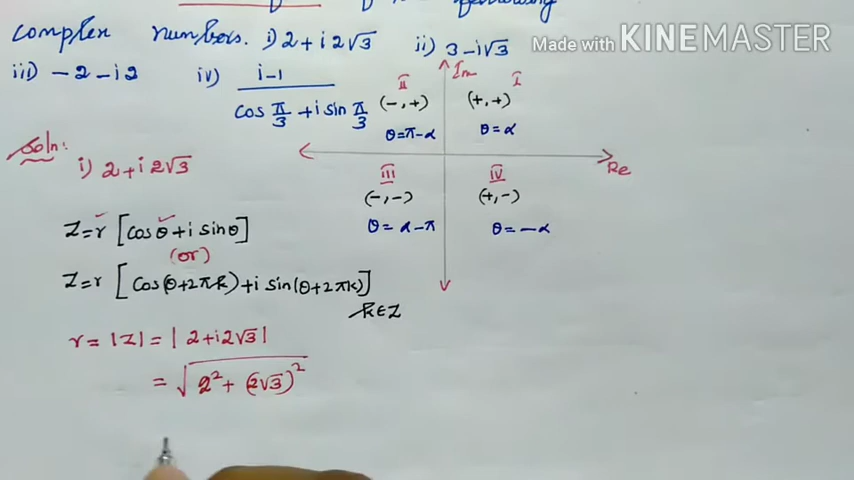 complex numbers. i) 2+i2√3 ii) 3-i√3
Made with KINEMASTER
iii) -2-i2 iv) i-1 / cos π/3 + i sin π/3
Im
II I
(-,+) (+,+)
θ=π-α θ=α
Re
III IV
(-,-) (+,-)
θ=α-π θ=-α
Soln:
i) 2+i2√3
Z=r[cosθ+i sinθ]
(or)
Z=r[cos(θ+2πk)+i sin(θ+2πk)]
k∈Z
r=|Z|=|2+i2√3|
=√2²+(2√3)²